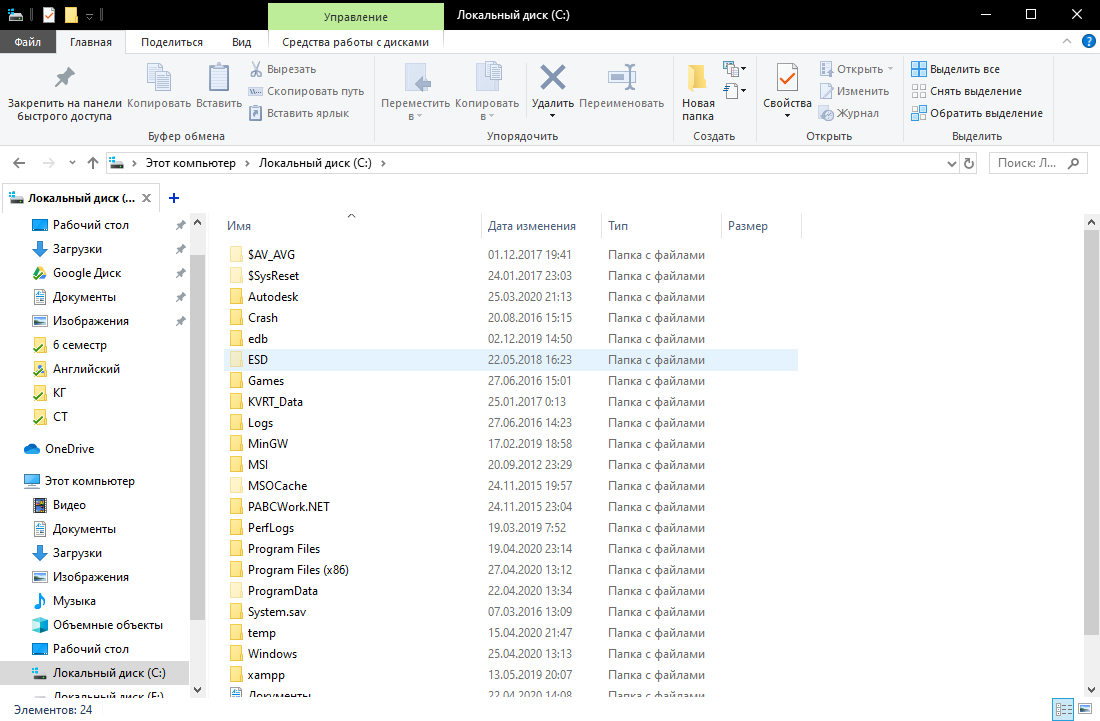 Управление
Локальный диск (C:)
Файл
Главная
Поделиться
Вид
Средства работы с дисками
Закрепить на панели быстрого доступа
Копировать
Вставить
Вырезать
Скопировать путь
Вставить ярлык
Буфер обмена
Переместить в
Копировать в
Удалить
Переименовать
Упорядочить
Новая папка
Создать
Свойства
Открыть
Изменить
Журнал
Открыть
Выделить все
Снять выделение
Обратить выделение
Выделить
Этот компьютер
Локальный диск (C:)
Поиск: Л...
Локальный диск (...
Рабочий стол
Загрузки
Google Диск
Документы
Изображения
6 семестр
Английский
КГ
СТ
OneDrive
Этот компьютер
Видео
Документы
Загрузки
Изображения
Музыка
Объемные объекты
Рабочий стол
Локальный диск (C:)
Локальный диск (E:)
Имя Дата изменения Тип Размер
$AV_AVG 01.12.2017 19:41 Папка с файлами
$SysReset 24.01.2017 23:03 Папка с файлами
Autodesk 25.03.2020 21:13 Папка с файлами
Crash 20.08.2016 15:15 Папка с файлами
edb 02.12.2019 14:50 Папка с файлами
ESD 22.05.2018 16:23 Папка с файлами
Games 27.06.2016 15:01 Папка с файлами
KVRT_Data 25.01.2017 0:13 Папка с файлами
Logs 27.06.2016 14:23 Папка с файлами
MinGW 17.02.2019 18:58 Папка с файлами
MSI 20.09.2012 23:29 Папка с файлами
MSOCache 24.11.2015 19:57 Папка с файлами
PABCWork.NET 24.11.2015 23:04 Папка с файлами
PerfLogs 19.03.2019 7:52 Папка с файлами
Program Files 19.04.2020 23:14 Папка с файлами
Program Files (x86) 27.04.2020 13:12 Папка с файлами
ProgramData 22.04.2020 13:34 Папка с файлами
System.sav 07.03.2016 13:09 Папка с файлами
temp 15.04.2020 21:47 Папка с файлами
Windows 25.04.2020 13:13 Папка с файлами
xampp 13.05.2019 20:07 Папка с файлами
Документы 22.04.2020 14:08 Папка с файлами
Элементов: 24